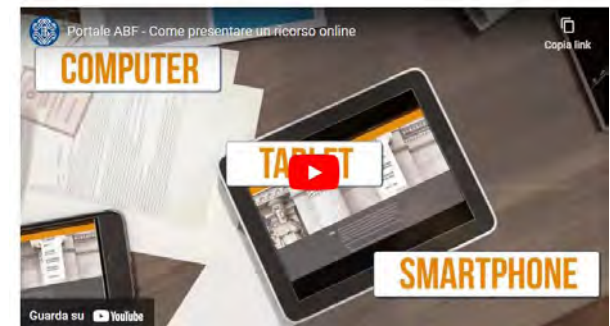 Portale ABF - Come presentare un ricorso online
Copia link
COMPUTER
TABLET
SMARTPHONE
Guarda su YouTube